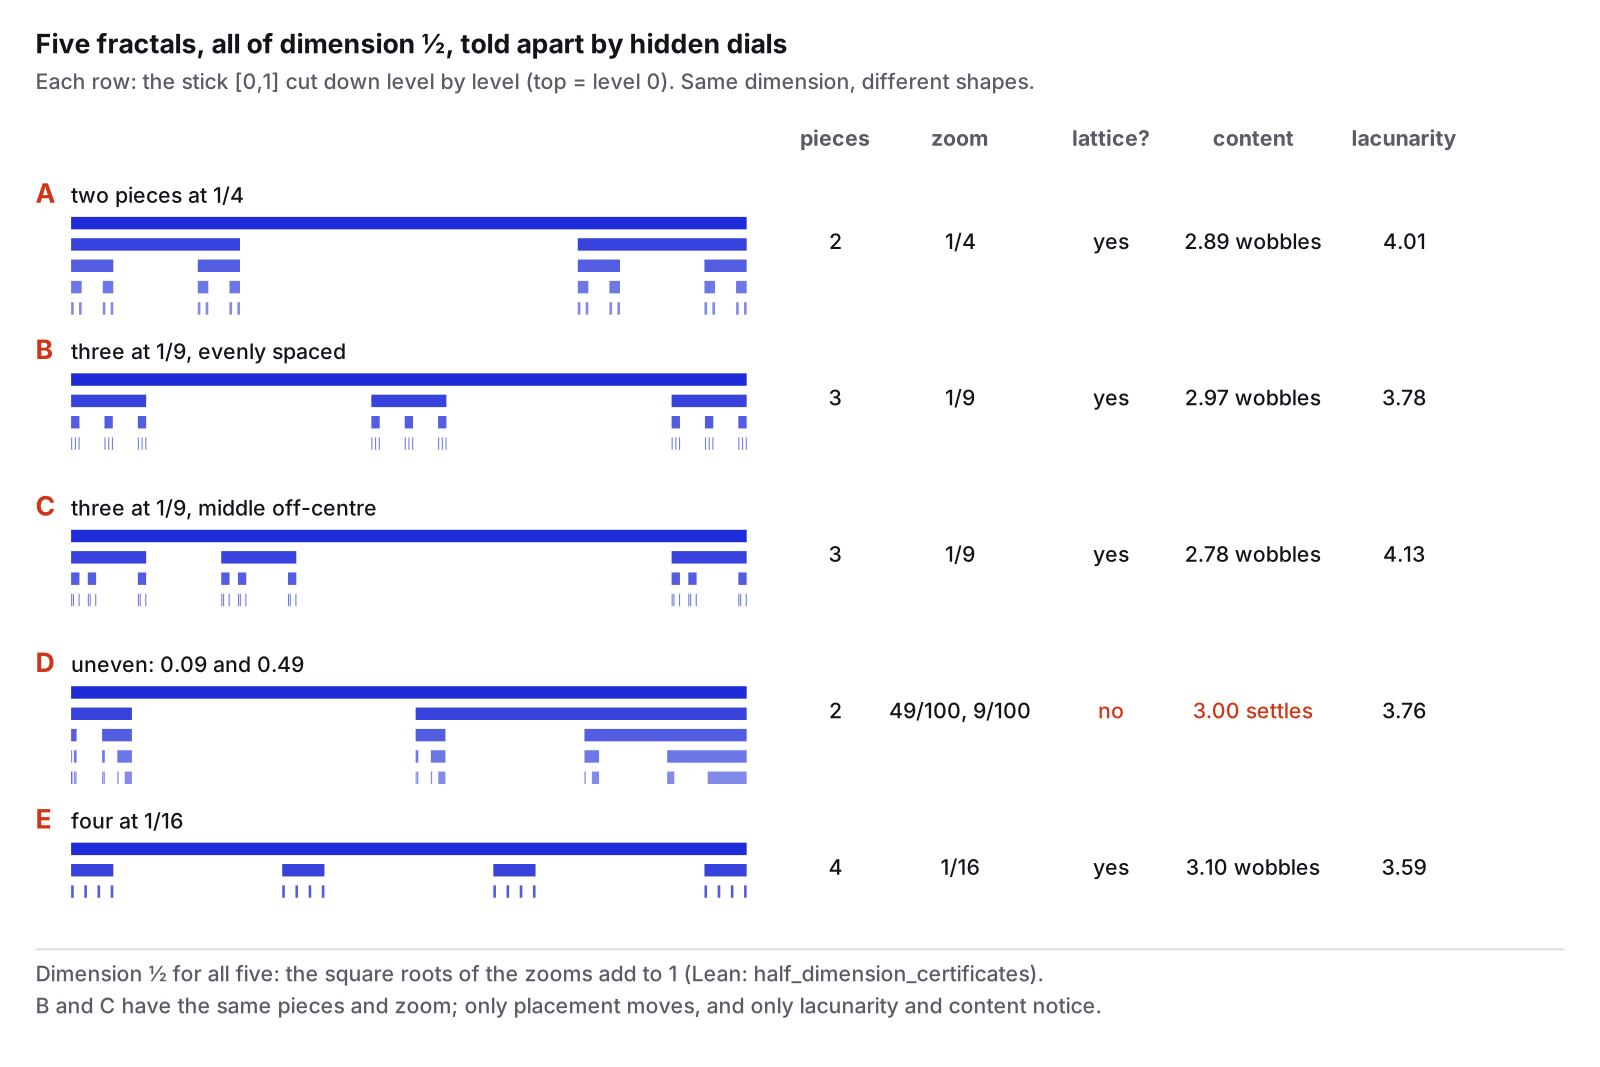 Five fractals, all of dimension ½, told apart by hidden dials
Each row: the stick [0,1] cut down level by level (top = level 0). Same dimension, different shapes.
pieces zoom lattice? content lacunarity
A two pieces at 1/4
2 1/4 yes 2.89 wobbles 4.01
B three at 1/9, evenly spaced
3 1/9 yes 2.97 wobbles 3.78
C three at 1/9, middle off-centre
3 1/9 yes 2.78 wobbles 4.13
D uneven: 0.09 and 0.49
2 49/100, 9/100 no 3.00 settles 3.76
E four at 1/16
4 1/16 yes 3.10 wobbles 3.59
Dimension ½ for all five: the square roots of the zooms add to 1 (Lean: half_dimension_certificates).
B and C have the same pieces and zoom; only placement moves, and only lacunarity and content notice.